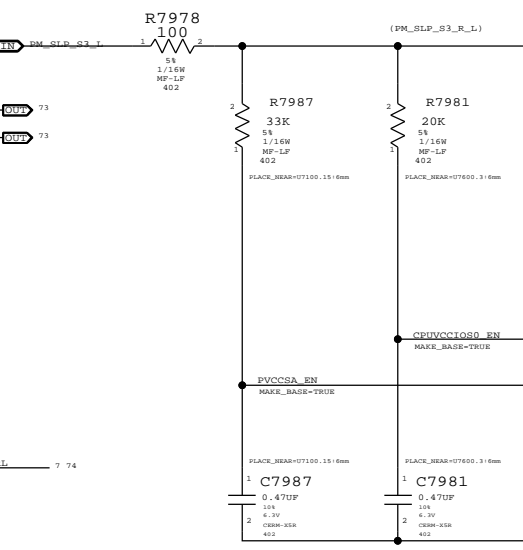 R7978
100
IN PM_SLP_S3_L
1 2
5%
1/16W
MF-LF
402
(PM_SLP_S3_R_L)
OUT 73
OUT 73
2 R7987
33K
5%
1/16W
MF-LF
1
402
PLACE_NEAR=U7100.15:6mm
2 R7981
20K
5%
1/16W
MF-LF
1
402
PLACE_NEAR=U7600.3:6mm
CPUVCCIOS0_EN
MAKE_BASE=TRUE
PVCCSA_EN
MAKE_BASE=TRUE
L 7 74
PLACE_NEAR=U7100.15:6mm
1 C7987
0.47UF
10%
6.3V
2
CERM-X5R
402
PLACE_NEAR=U7600.3:6mm
1 C7981
0.47UF
10%
6.3V
2
CERM-X5R
402